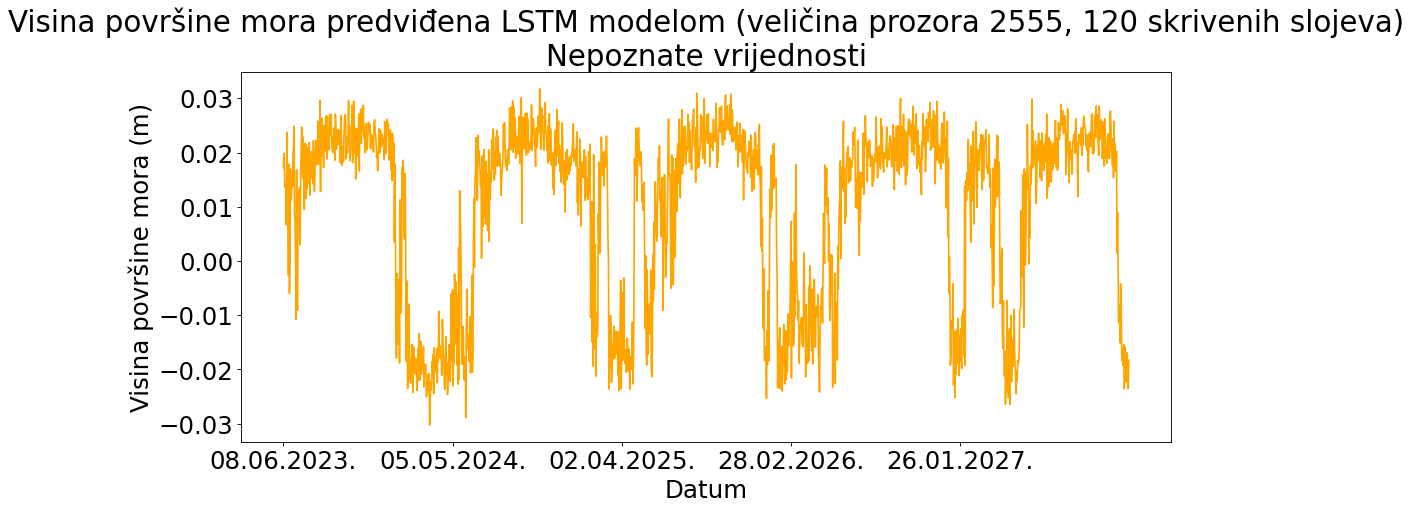 Visina površine mora predviđena LSTM modelom (veličina prozora 2555, 120 skrivenih slojeva)
Nepoznate vrijednosti
Visina površine mora (m)
0.03
0.02
0.01
0.00
−0.01
−0.02
−0.03
08.06.2023. 05.05.2024. 02.04.2025. 28.02.2026. 26.01.2027.
Datum